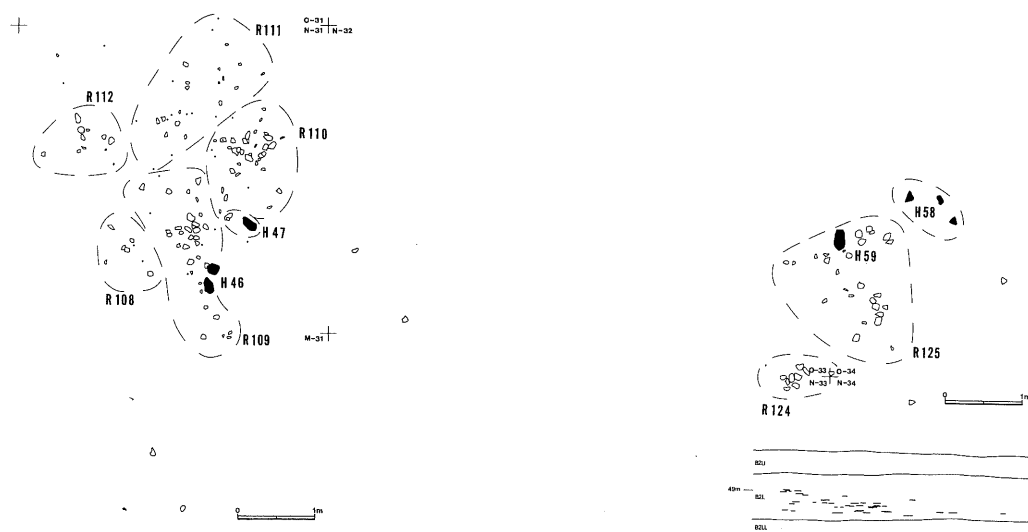 R111
O-31
N-31 N-32
R112
R110
H47
H46
R108
R109
M-31
0 1m
H58
H59
R125
O-33 O-34
N-33 N-34
R124
0 1m
B2U
49m
B2L
B2LL